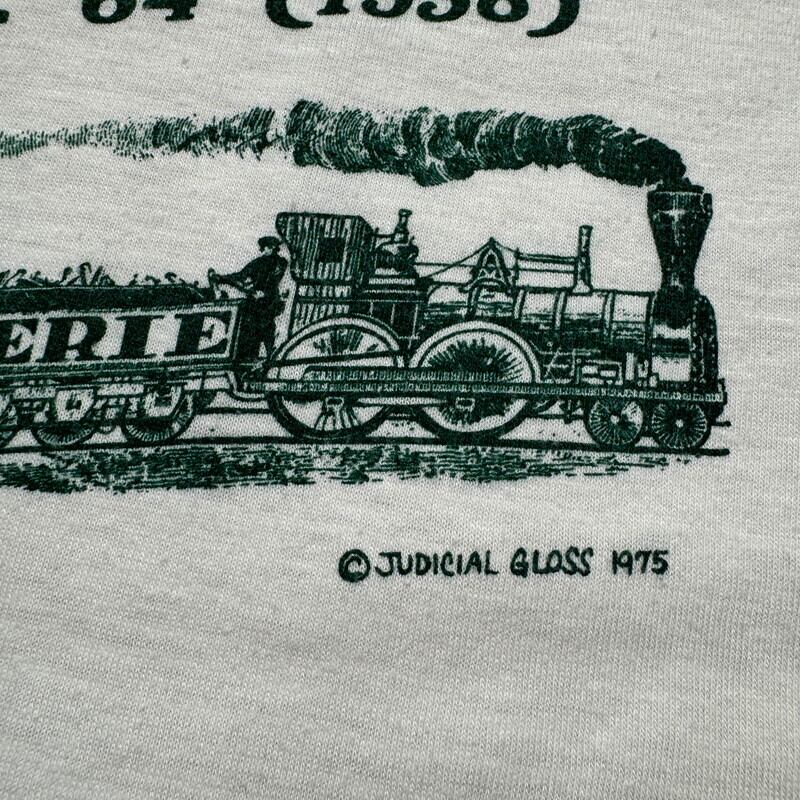 . 64 (1938)
ERIE
© JUDICIAL GLOSS 1975